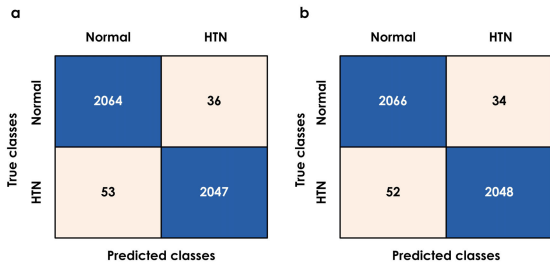 a
Normal HTN
True classes
Normal
2064 36
HTN
53 2047
Predicted classes
b
Normal HTN
True classes
Normal
2066 34
HTN
52 2048
Predicted classes